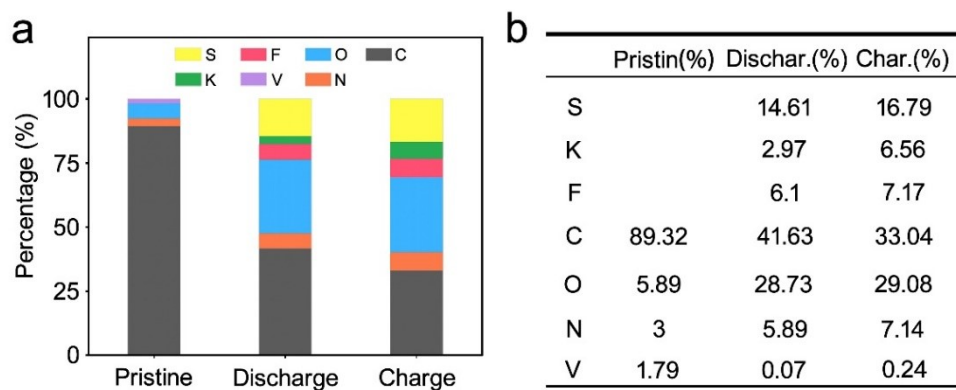 a
S F O C
K V N
Percentage (%)
100
75
50
25
0
Pristine Discharge Charge
b
Pristin(%) Dischar.(%) Char.(%)
S 14.61 16.79
K 2.97 6.56
F 6.1 7.17
C 89.32 41.63 33.04
O 5.89 28.73 29.08
N 3 5.89 7.14
V 1.79 0.07 0.24